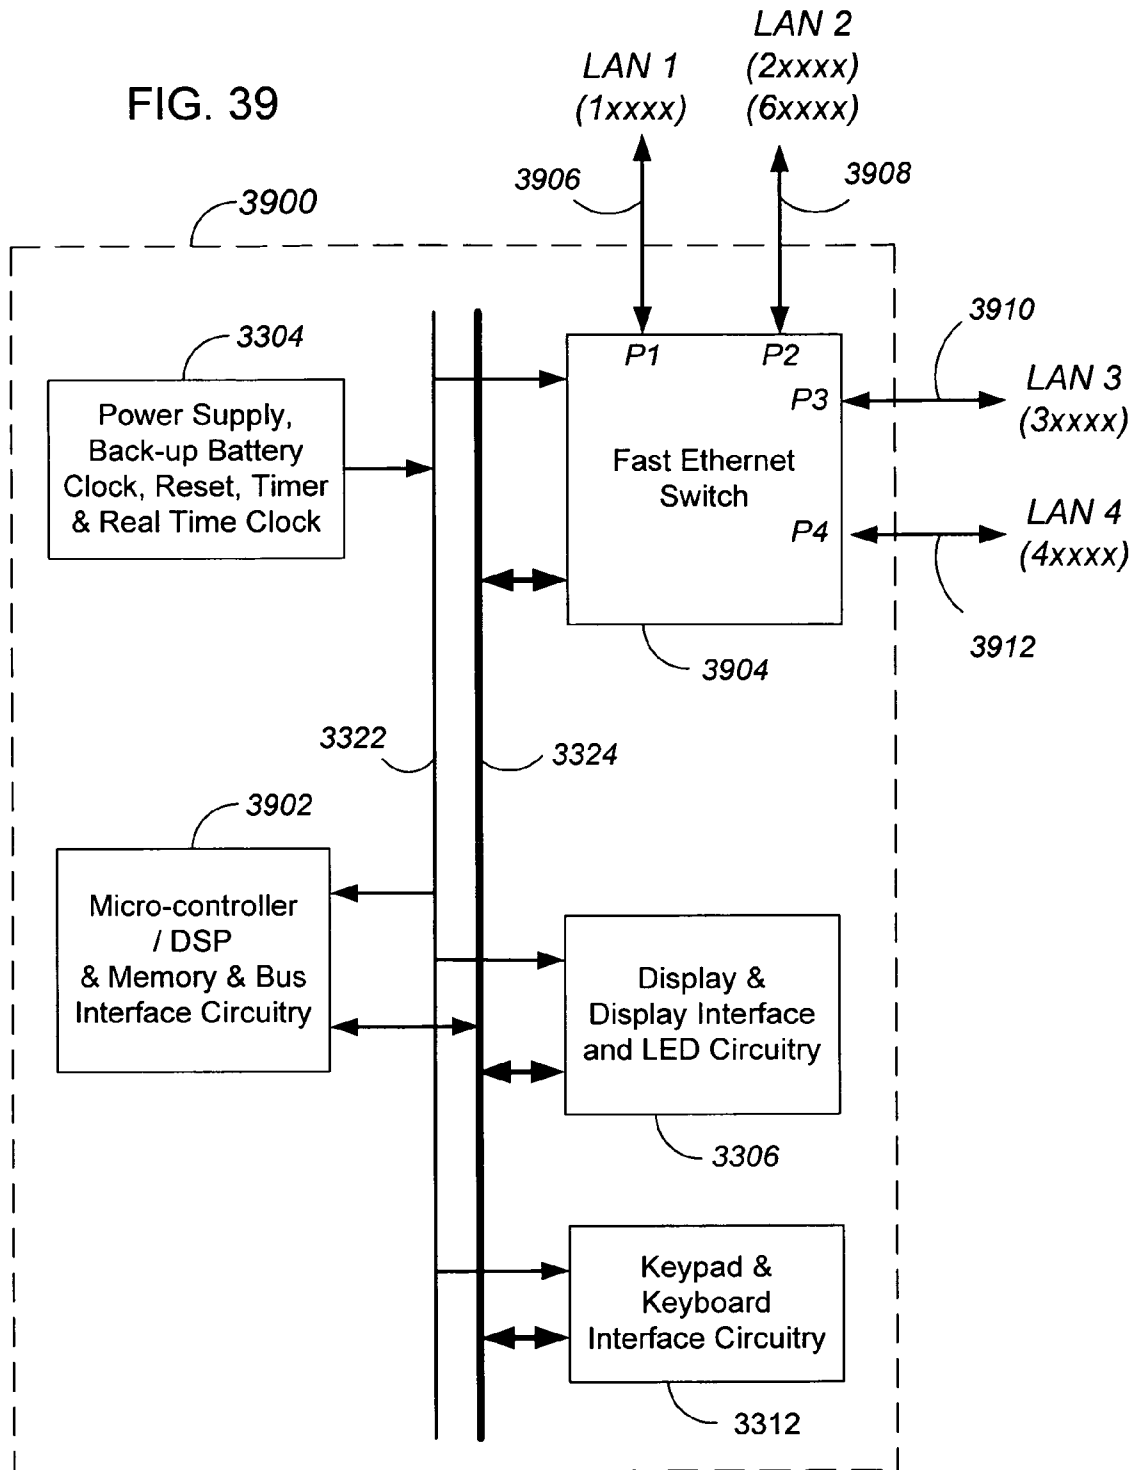 FIG. 39
LAN 1
(1xxxx)
LAN 2
(2xxxx)
(6xxxx)
3906
3908
3900
3910
3304
P1
P2
P3
LAN 3
(3xxxx)
Power Supply,
Back-up Battery
Clock, Reset, Timer
& Real Time Clock
Fast Ethernet
Switch
P4
LAN 4
(4xxxx)
3912
3904
3322
3324
3902
Micro-controller
/ DSP
& Memory & Bus
Interface Circuitry
Display &
Display Interface
and LED Circuitry
3306
Keypad &
Keyboard
Interface Circuitry
3312